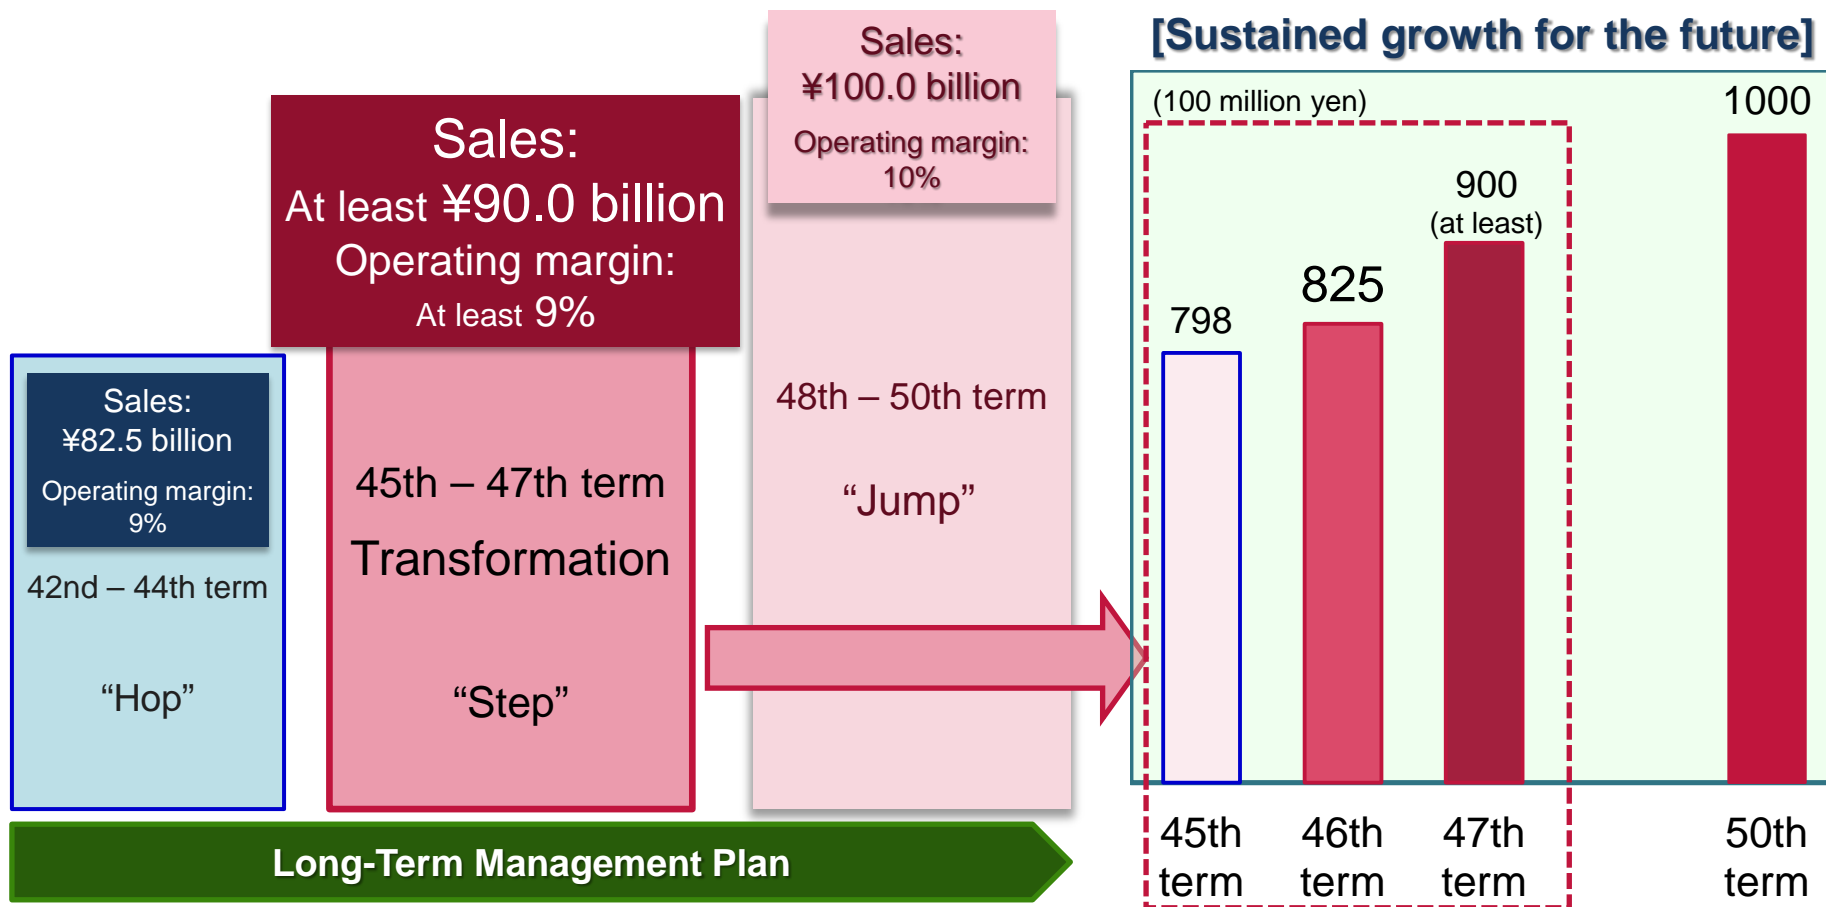 Sales:
¥82.5 billion
Operating margin:
9%
42nd – 44th term
“Hop”
Sales:
At least ¥90.0 billion
Operating margin:
At least 9%
45th – 47th term
Transformation
“Step”
Sales:
¥100.0 billion
Operating margin:
10%
48th – 50th term
“Jump”
Long-Term Management Plan
[Sustained growth for the future]
(100 million yen)
798
825
900
(at least)
1000
45th
term
46th
term
47th
term
50th
term